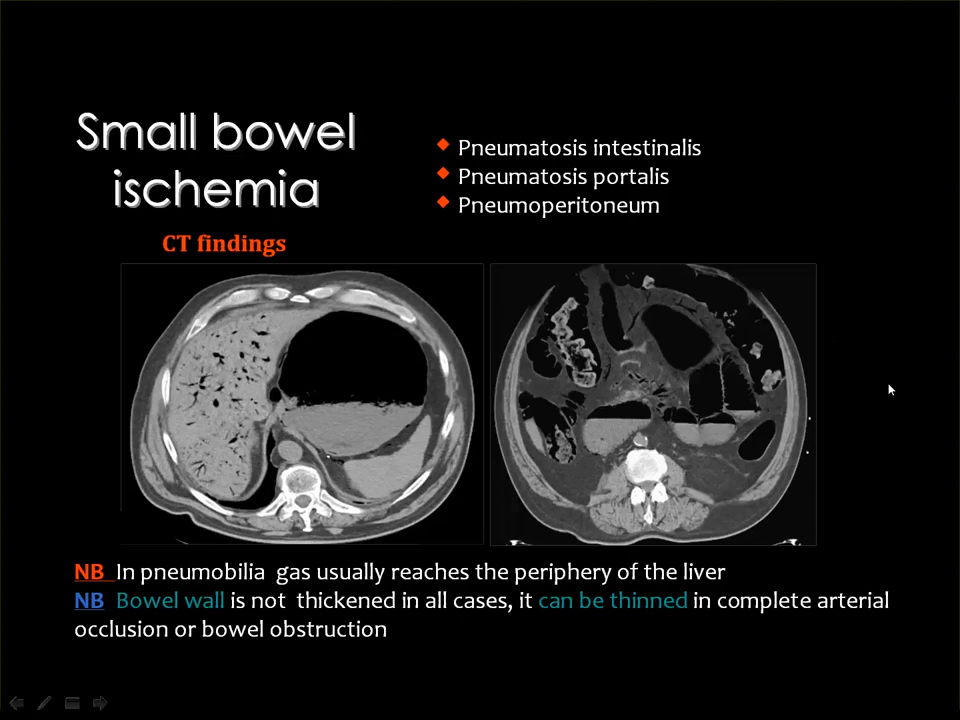 Small bowel
ischemia
CT findings
Pneumatosis intestinalis
Pneumatosis portalis
Pneumoperitoneum
NB In pneumobilia gas usually reaches the periphery of the liver
NB Bowel wall is not thickened in all cases, it can be thinned in complete arterial
occlusion or bowel obstruction